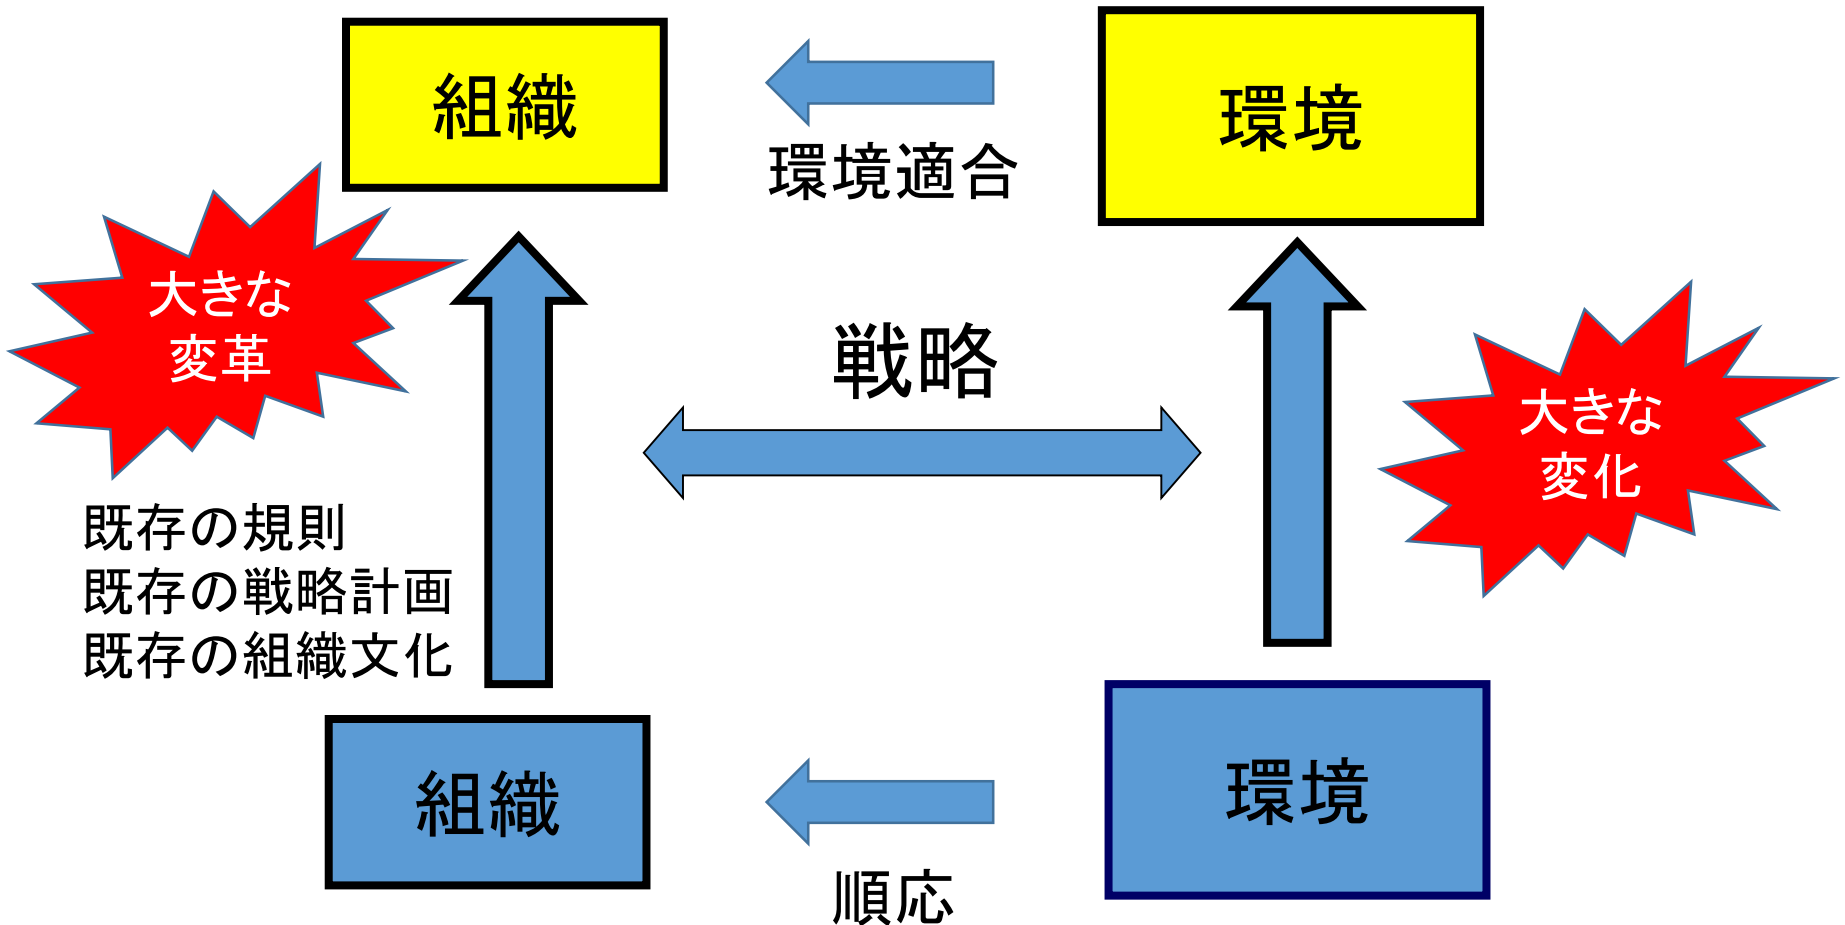 組織
環境
環境適合
大きな
変革
戦略
大きな
変化
既存の規則
既存の戦略計画
既存の組織文化
組織
環境
順応